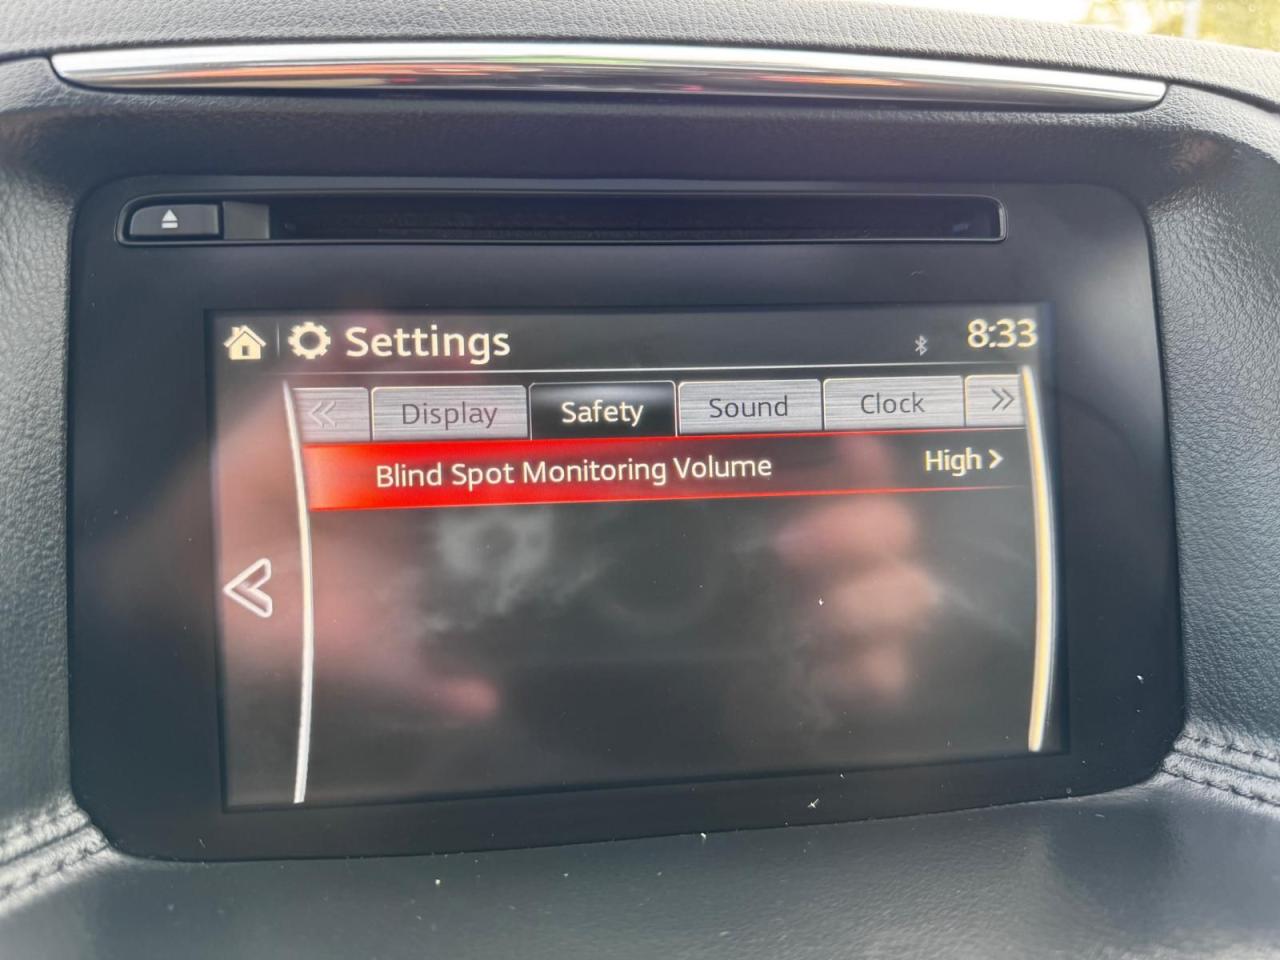 Settings
8:33
Display
Safety
Sound
Clock
Blind Spot Monitoring Volume
High